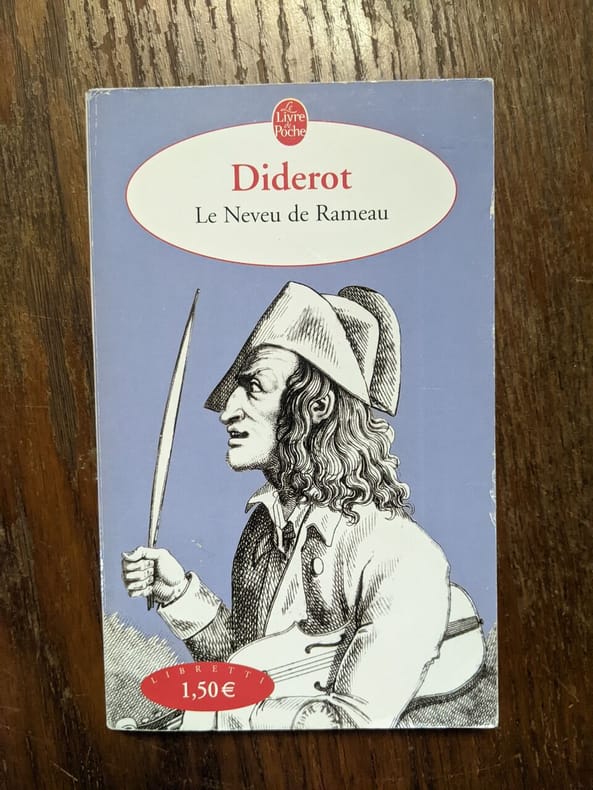 Le
Livre
de
Poche
Diderot
Le Neveu de Rameau
LIBRETTI
1,50 €